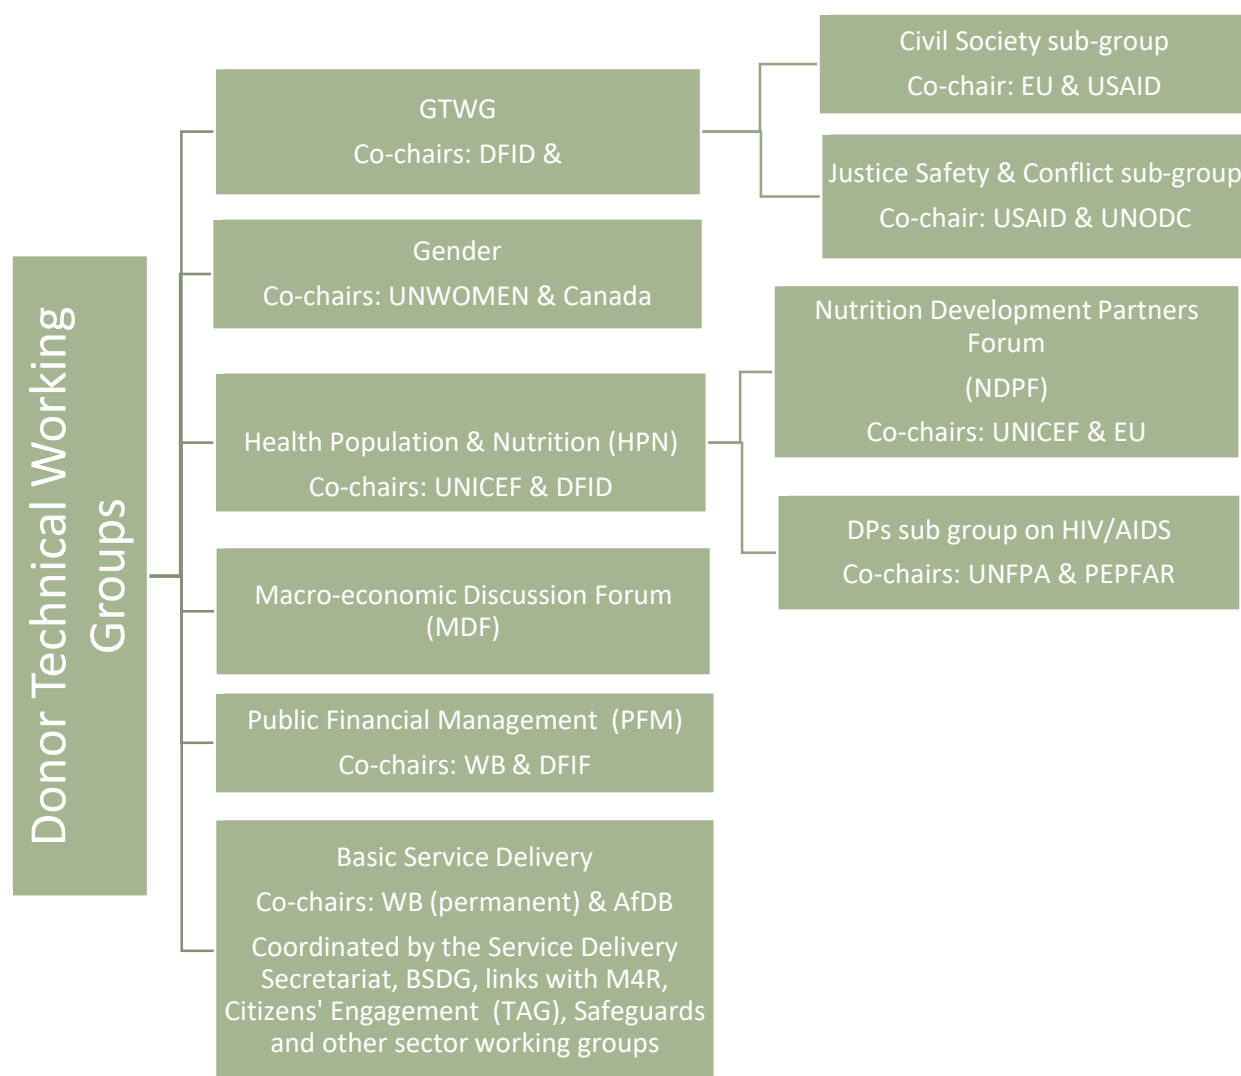 Donor Technical Working
Groups
GTWG
Co-chairs: DFID &
Civil Society sub-group
Co-chair: EU & USAID
Justice Safety & Conflict sub-group
Co-chair: USAID & UNODC
Gender
Co-chairs: UNWOMEN & Canada
Health Population & Nutrition (HPN)
Co-chairs: UNICEF & DFID
Nutrition Development Partners
Forum
(NDPF)
Co-chairs: UNICEF & EU
DPs sub group on HIV/AIDS
Co-chairs: UNFPA & PEPFAR
Macro-economic Discussion Forum
(MDF)
Public Financial Management (PFM)
Co-chairs: WB & DFIF
Basic Service Delivery
Co-chairs: WB (permanent) & AfDB
Coordinated by the Service Delivery
Secretariat, BSDG, links with M4R,
Citizens' Engagement (TAG), Safeguards
and other sector working groups